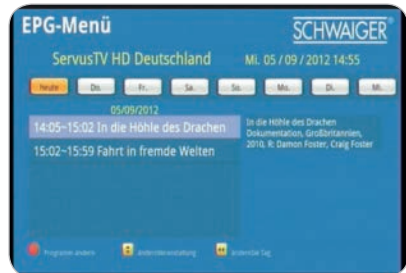 EPG-Menü
SCHWAIGER®
ServusTV HD Deutschland
Mi. 05 / 09 / 2012 14:55
Heute Do. Fr. Sa. So. Mo. Di. Mi.
05/09/2012
14:05~15:02 In die Höhle des Drachen
15:02~15:59 Fahrt in fremde Welten
In die Höhle des Drachen
Dokumentation, Großbritannien,
2010, R: Damon Foster, Craig Foster
Programm ändern